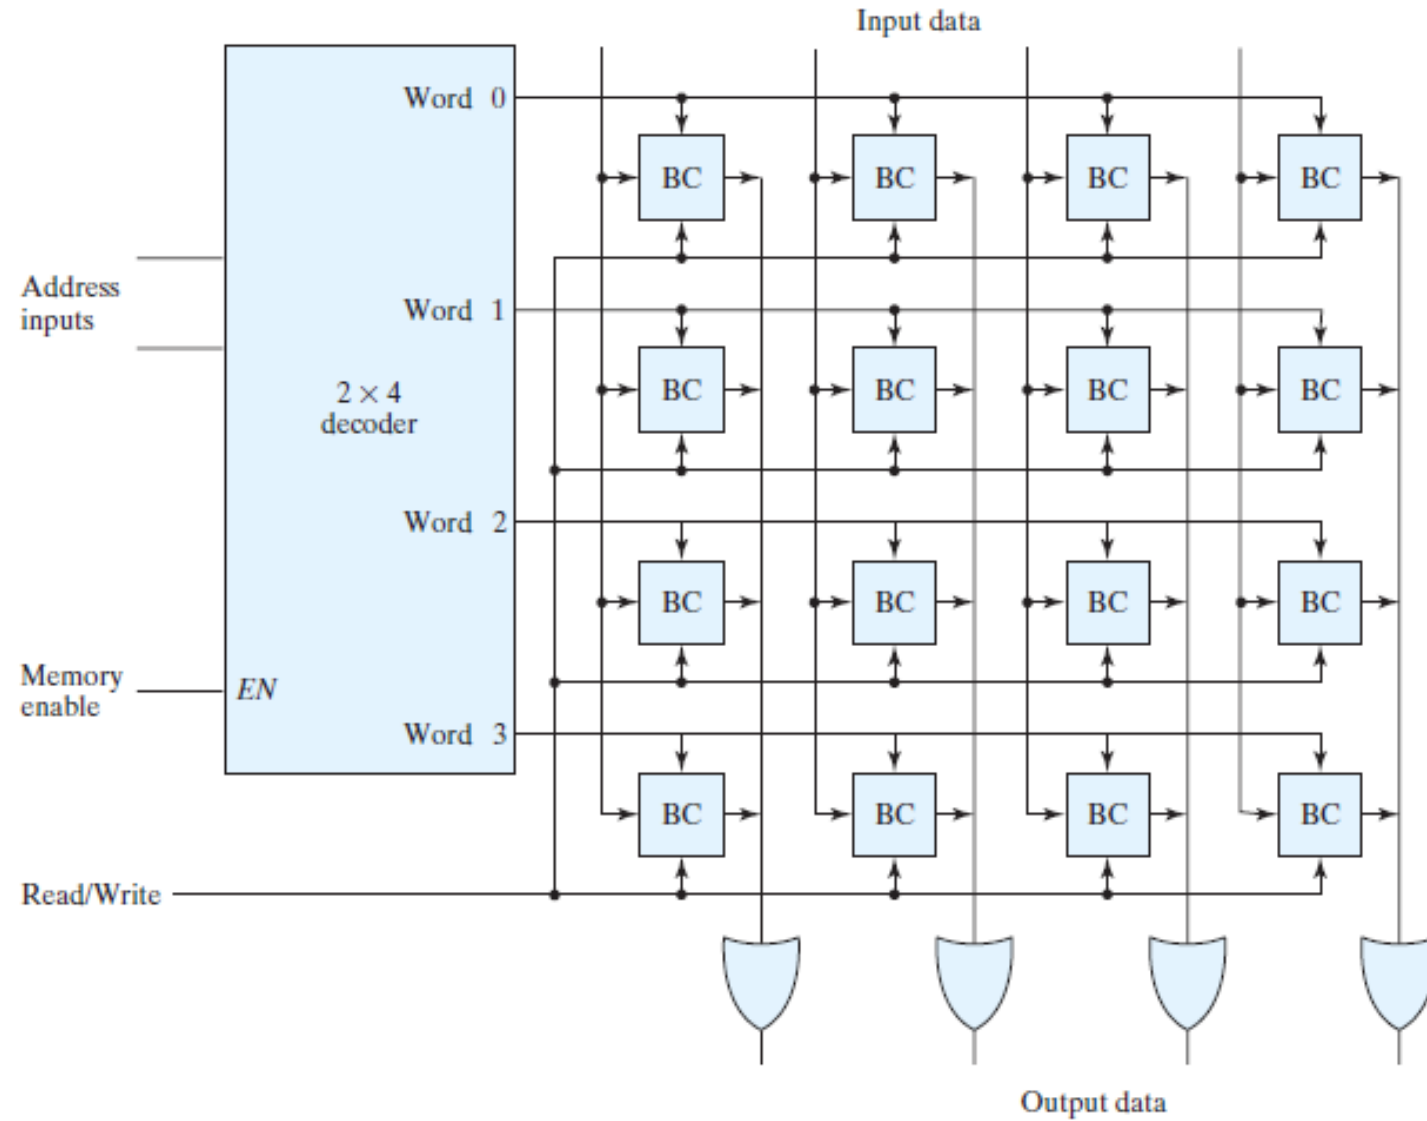 Input data
Word 0
BC BC BC BC
Address
inputs
Word 1
2 × 4
decoder
BC BC BC BC
Word 2
BC BC BC BC
Memory
enable
EN
Word 3
BC BC BC BC
Read/Write
Output data